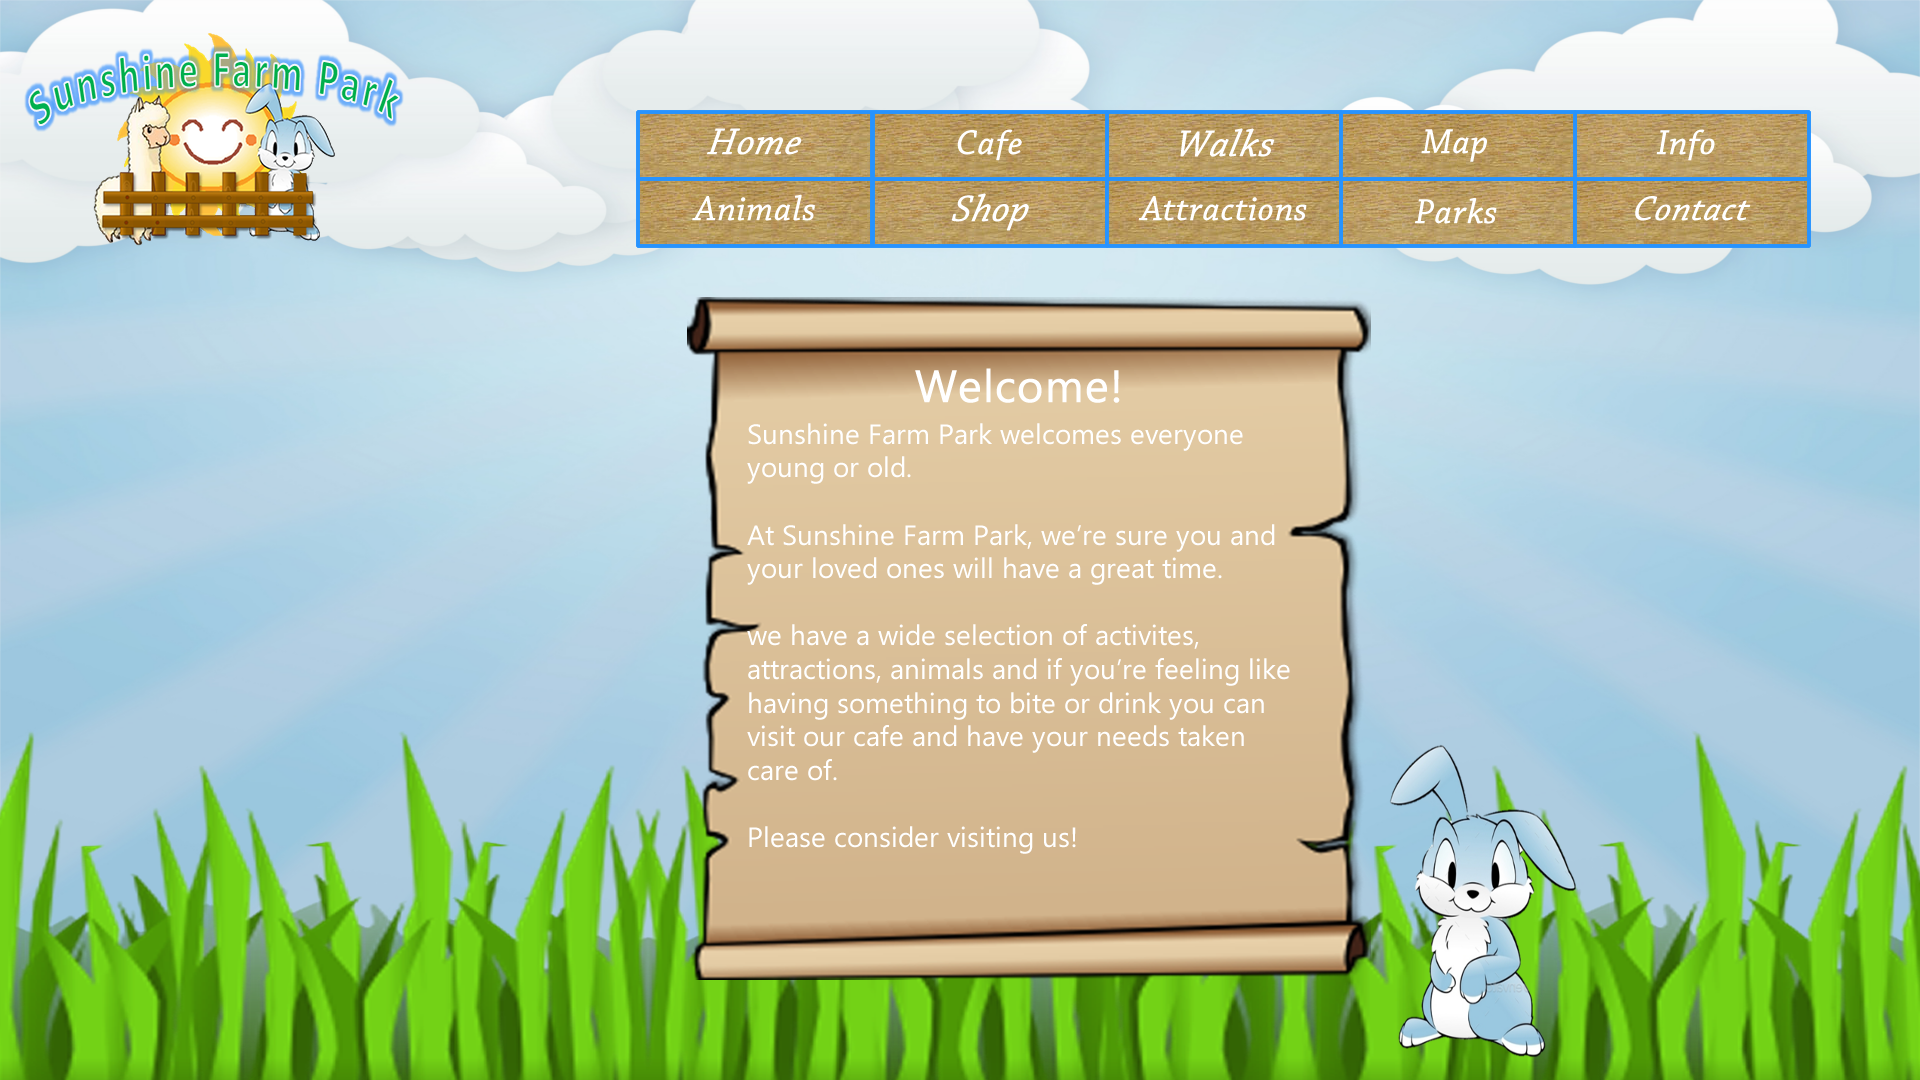 Sunshine Farm Park
Home Cafe Walks Map Info
Animals Shop Attractions Parks Contact
Welcome!
Sunshine Farm Park welcomes everyone
young or old.
At Sunshine Farm Park, we’re sure you and
your loved ones will have a great time.
we have a wide selection of activites,
attractions, animals and if you’re feeling like
having something to bite or drink you can
visit our cafe and have your needs taken
care of.
Please consider visiting us!